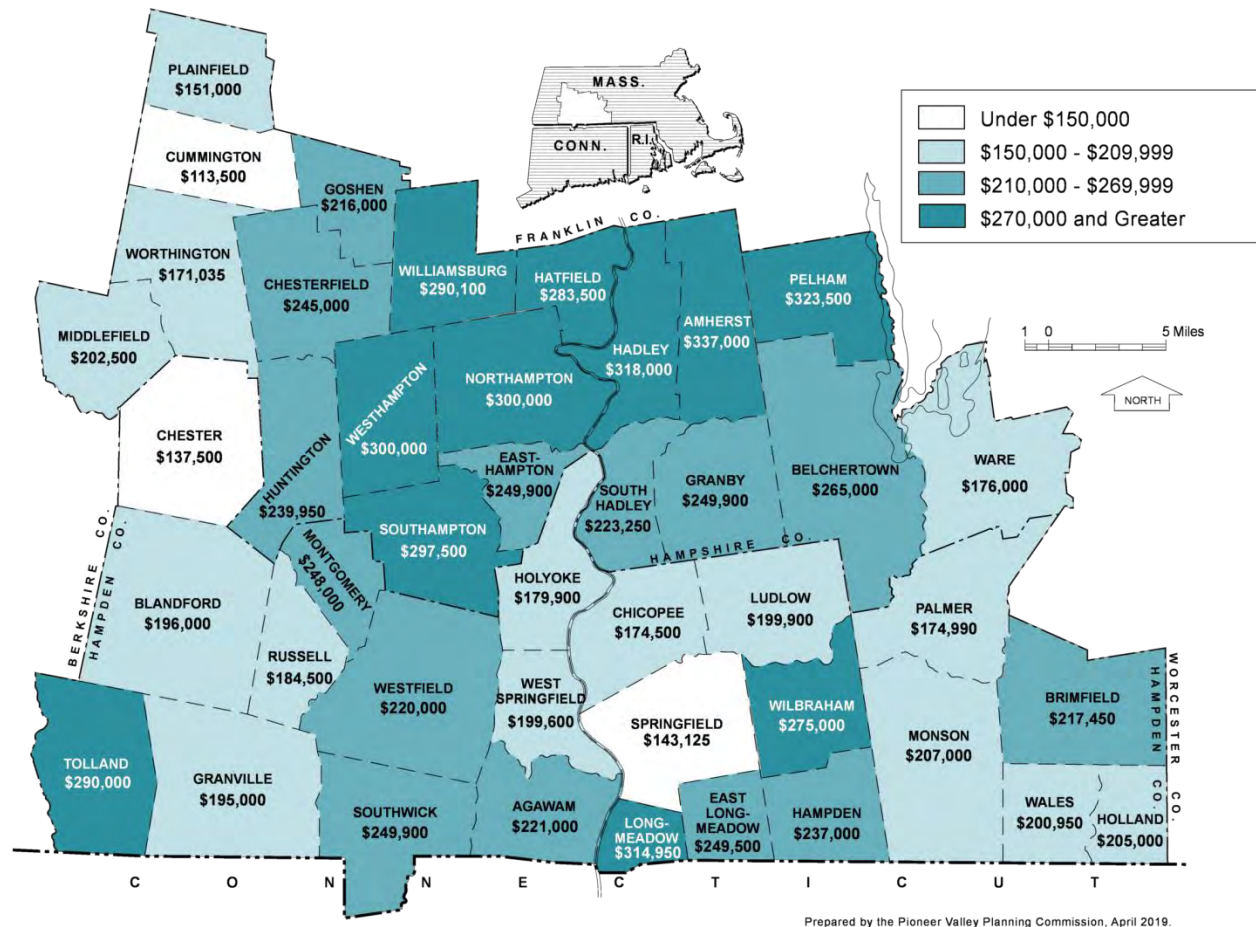 PLAINFIELD
$151,000
CUMMINGTON
$113,500
GOSHEN
$216,000
WORTHINGTON
$171,035
CHESTERFIELD
$245,000
WILLIAMSBURG
$290,100
HATFIELD
$283,500
MIDDLEFIELD
$202,500
HADLEY
$318,000
AMHERST
$337,000
PELHAM
$323,500
CHESTER
$137,500
HUNTINGTON
$239,950
WESTHAMPTON
$300,000
NORTHAMPTON
$300,000
EAST-
HAMPTON
$249,900
SOUTH
HADLEY
$223,250
GRANBY
$249,900
BELCHERTOWN
$265,000
WARE
$176,000
MONTGOMERY
$248,000
SOUTHAMPTON
$297,500
BLANDFORD
$196,000
RUSSELL
$184,500
HOLYOKE
$179,900
CHICOPEE
$174,500
LUDLOW
$199,900
PALMER
$174,990
WESTFIELD
$220,000
WEST
SPRINGFIELD
$199,600
SPRINGFIELD
$143,125
WILBRAHAM
$275,000
MONSON
$207,000
BRIMFIELD
$217,450
TOLLAND
$290,000
GRANVILLE
$195,000
SOUTHWICK
$249,900
AGAWAM
$221,000
LONG-
MEADOW
$314,950
EAST
LONG-
MEADOW
$249,500
HAMPDEN
$237,000
WALES
$200,950
HOLLAND
$205,000
FRANKLIN CO.
HAMPSHIRE CO.
BERKSHIRE CO.
HAMPDEN CO.
WORCESTER CO.
HAMPDEN CO.
CONNECTICUT
MASS.
CONN.
R.I.
Under $150,000
$150,000 - $209,999
$210,000 - $269,999
$270,000 and Greater
1 0 5 Miles
NORTH
Prepared by the Pioneer Valley Planning Commission, April 2019.